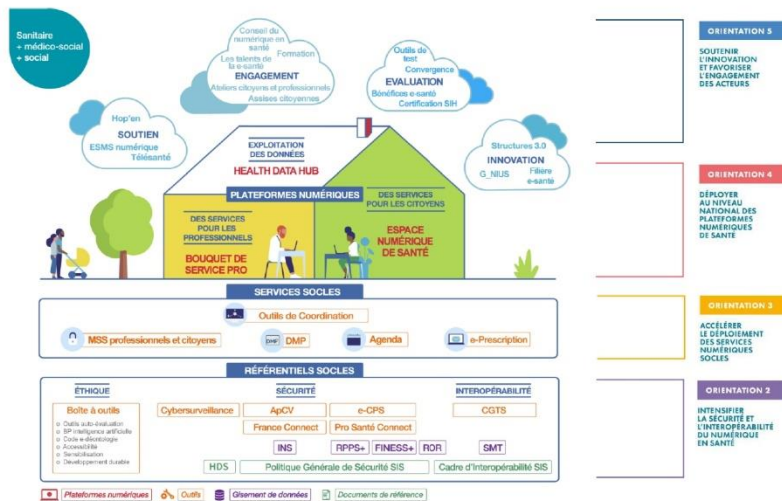 Sanitaire
+ médico-social
+ social
Conseil du
numérique en
santé
Formation
Les talents de
la e-santé
ENGAGEMENT
Ateliers citoyens et professionnels
Assises citoyennes
Outils de
test
Convergence
EVALUATION
Bénéfices e-santé
Certification SIH
Hop'en
SOUTIEN
ESMS numérique
Télésanté
Structures 3.0
INNOVATION
G_NIUS
Filière
e-santé
EXPLOITATION
DES DONNÉES
HEALTH DATA HUB
PLATEFORMES NUMÉRIQUES
DES SERVICES
POUR LES
PROFESSIONNELS
BOUQUET DE
SERVICE PRO
DES SERVICES
POUR LES CITOYENS
ESPACE
NUMÉRIQUE
DE SANTÉ
SERVICES SOCLES
Outils de Coordination
MSS professionnels et citoyens
DMP
DMP
Agenda
e-Prescription
RÉFÉRENTIELS SOCLES
ÉTHIQUE
Boîte à outils
Outils auto-évaluation
BP intelligence artificielle
Code e-déontologie
Accessibilité
Sensibilisation
Développement durable
SÉCURITÉ
Cybersurveillance
ApCV
e-CPS
France Connect
Pro Santé Connect
INS
RPPS+
FINESS+
ROR
HDS
Politique Générale de Sécurité SIS
INTEROPÉRABILITÉ
CGTS
SMT
Cadre d'Interopérabilité SIS
Plateformes numériques
Outils
Gisement de données
Documents de référence
ORIENTATION 5
SOUTENIR
L'INNOVATION
ET FAVORISER
L'ENGAGEMENT
DES ACTEURS
ORIENTATION 4
DÉPLOYER
AU NIVEAU
NATIONAL DES
PLATEFORMES
NUMÉRIQUES
DE SANTÉ
ORIENTATION 3
ACCÉLÉRER
LE DÉPLOIEMENT
DES SERVICES
NUMÉRIQUES
SOCLES
ORIENTATION 2
INTENSIFIER
LA SÉCURITÉ ET
L'INTEROPÉRABILITÉ
DU NUMÉRIQUE
EN SANTÉ